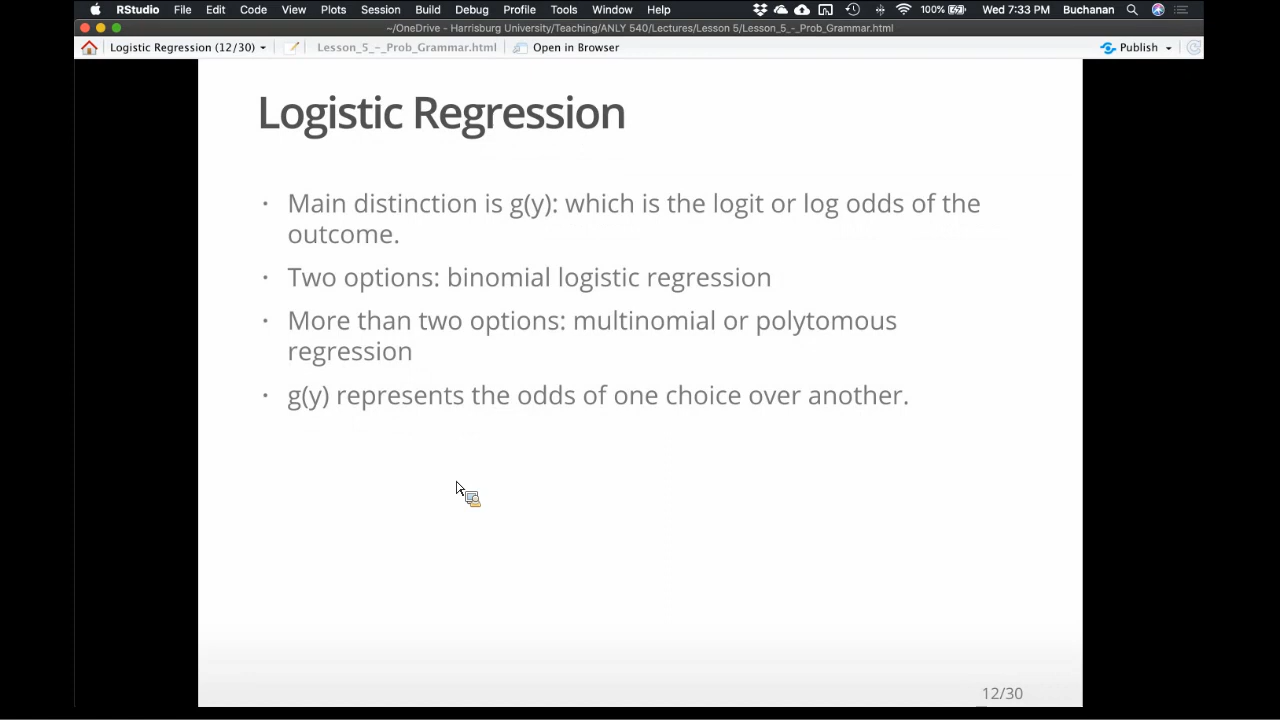 RStudio File Edit Code View Plots Session Build Debug Profile Tools Window Help 100% Wed 7:33 PM Buchanan
~/OneDrive - Harrisburg University/Teaching/ANLY 540/Lectures/Lesson 5/Lesson_5_-_Prob_Grammar.html
Logistic Regression (12/30) Lesson_5_-_Prob_Grammar.html Open in Browser Publish
Logistic Regression
· Main distinction is g(y): which is the logit or log odds of the
outcome.
· Two options: binomial logistic regression
· More than two options: multinomial or polytomous
regression
· g(y) represents the odds of one choice over another.
12/30